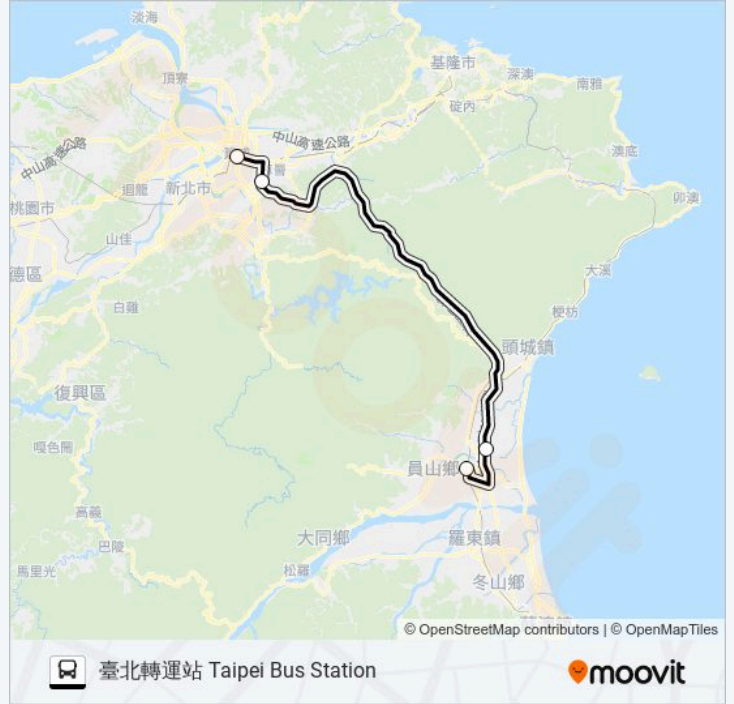 淡海
頂寮
基隆市
深澳
南雅
碇內
中山高速公路
中山高速公路
澳底
迴龍
新北市
卯澳
桃園市
山佳
大溪
德區
白雞
梗枋
頭城鎮
復興區
嘎色鬧
員山鄉
高義
大同鄉
羅東鎮
巴陵
馬里光
松羅
冬山鄉
© OpenStreetMap contributors | © OpenMapTiles
臺北轉運站 Taipei Bus Station
moovit